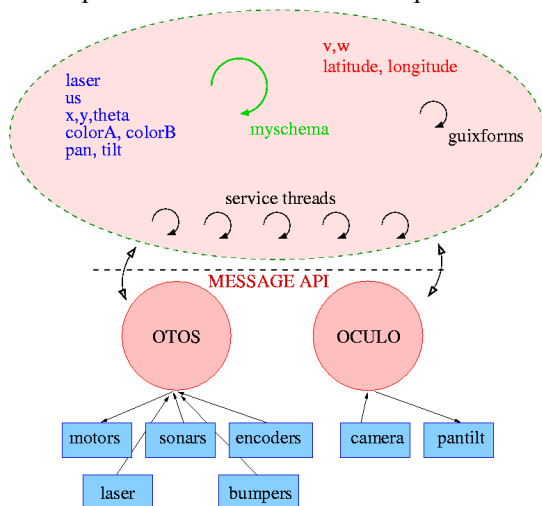 v,w
latitude, longitude
laser
us
x,y,theta
colorA, colorB
pan, tilt
myschema
guixforms
service threads
MESSAGE API
OTOS
OCULO
motors
sonars
encoders
camera
pantilt
laser
bumpers